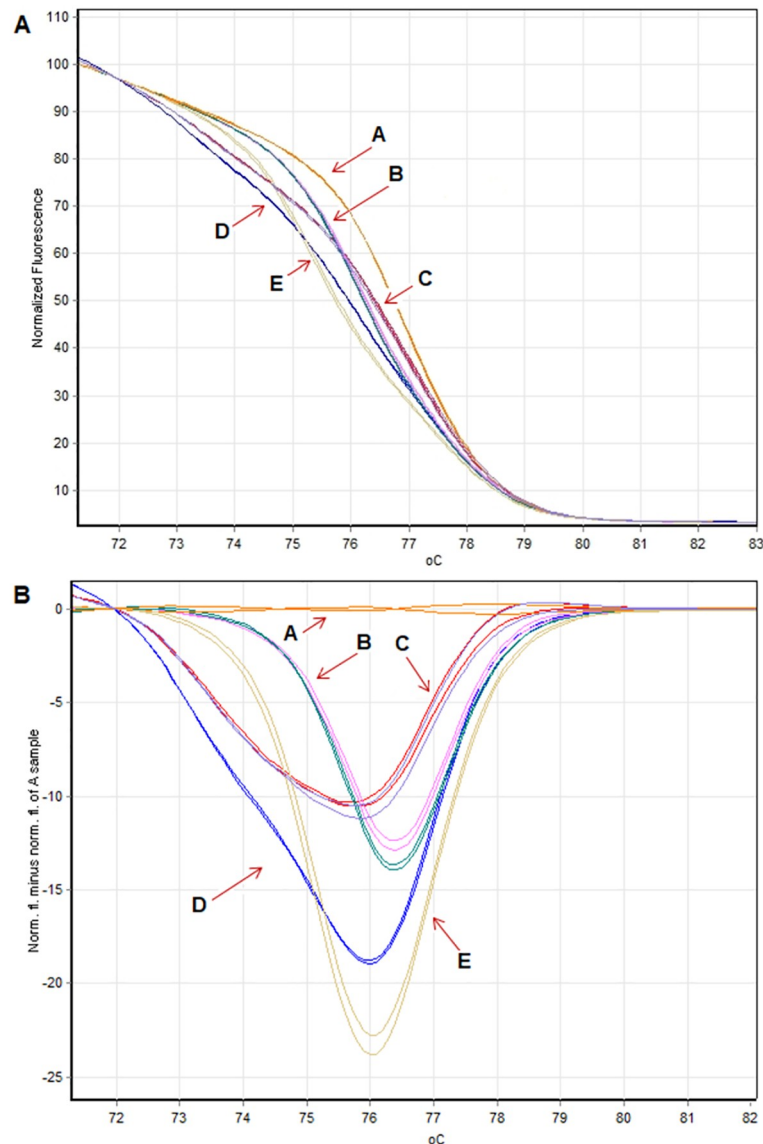 A
110
100
90
80
70
60
50
40
30
20
10
Normalized Fluorescence
A
B
D
E
C
72 73 74 75 76 77 78 79 80 81 82 83
oC
B
0
-5
-10
-15
-20
-25
Norm. fl. minus norm. fl. of A sample
A
B
C
D
E
72 73 74 75 76 77 78 79 80 81 82
oC